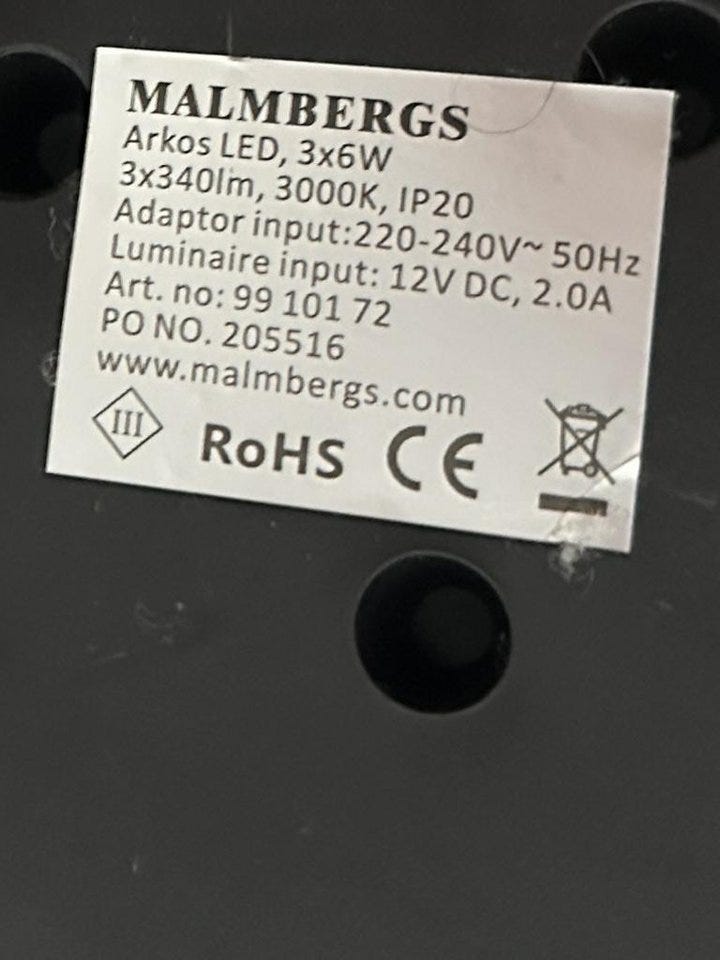 MALMBERGS
Arkos LED, 3x6W
3x340lm, 3000K, IP20
Adaptor input:220-240V~ 50Hz
Luminaire input: 12V DC, 2.0A
Art. no: 99 101 72
PO NO. 205516
www.malmbergs.com
III RoHS CE